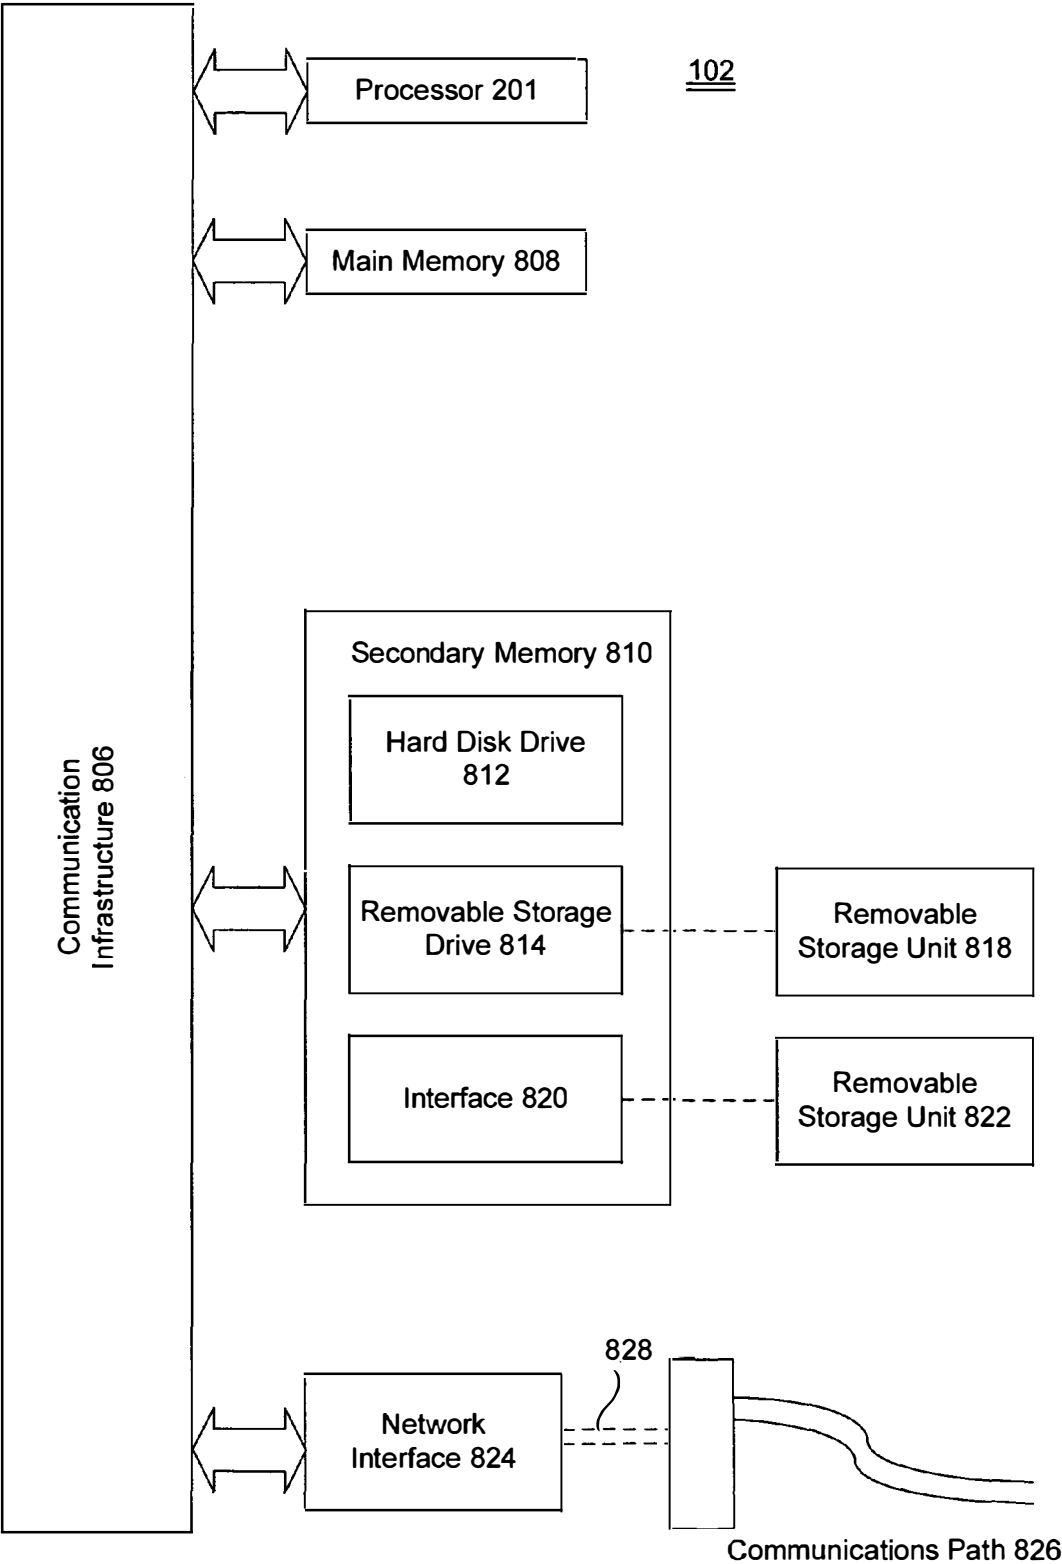 102
Processor 201
Main Memory 808
Communication
Infrastructure 806
Secondary Memory 810
Hard Disk Drive
812
Removable Storage
Drive 814
Removable
Storage Unit 818
Interface 820
Removable
Storage Unit 822
828
Network
Interface 824
Communications Path 826